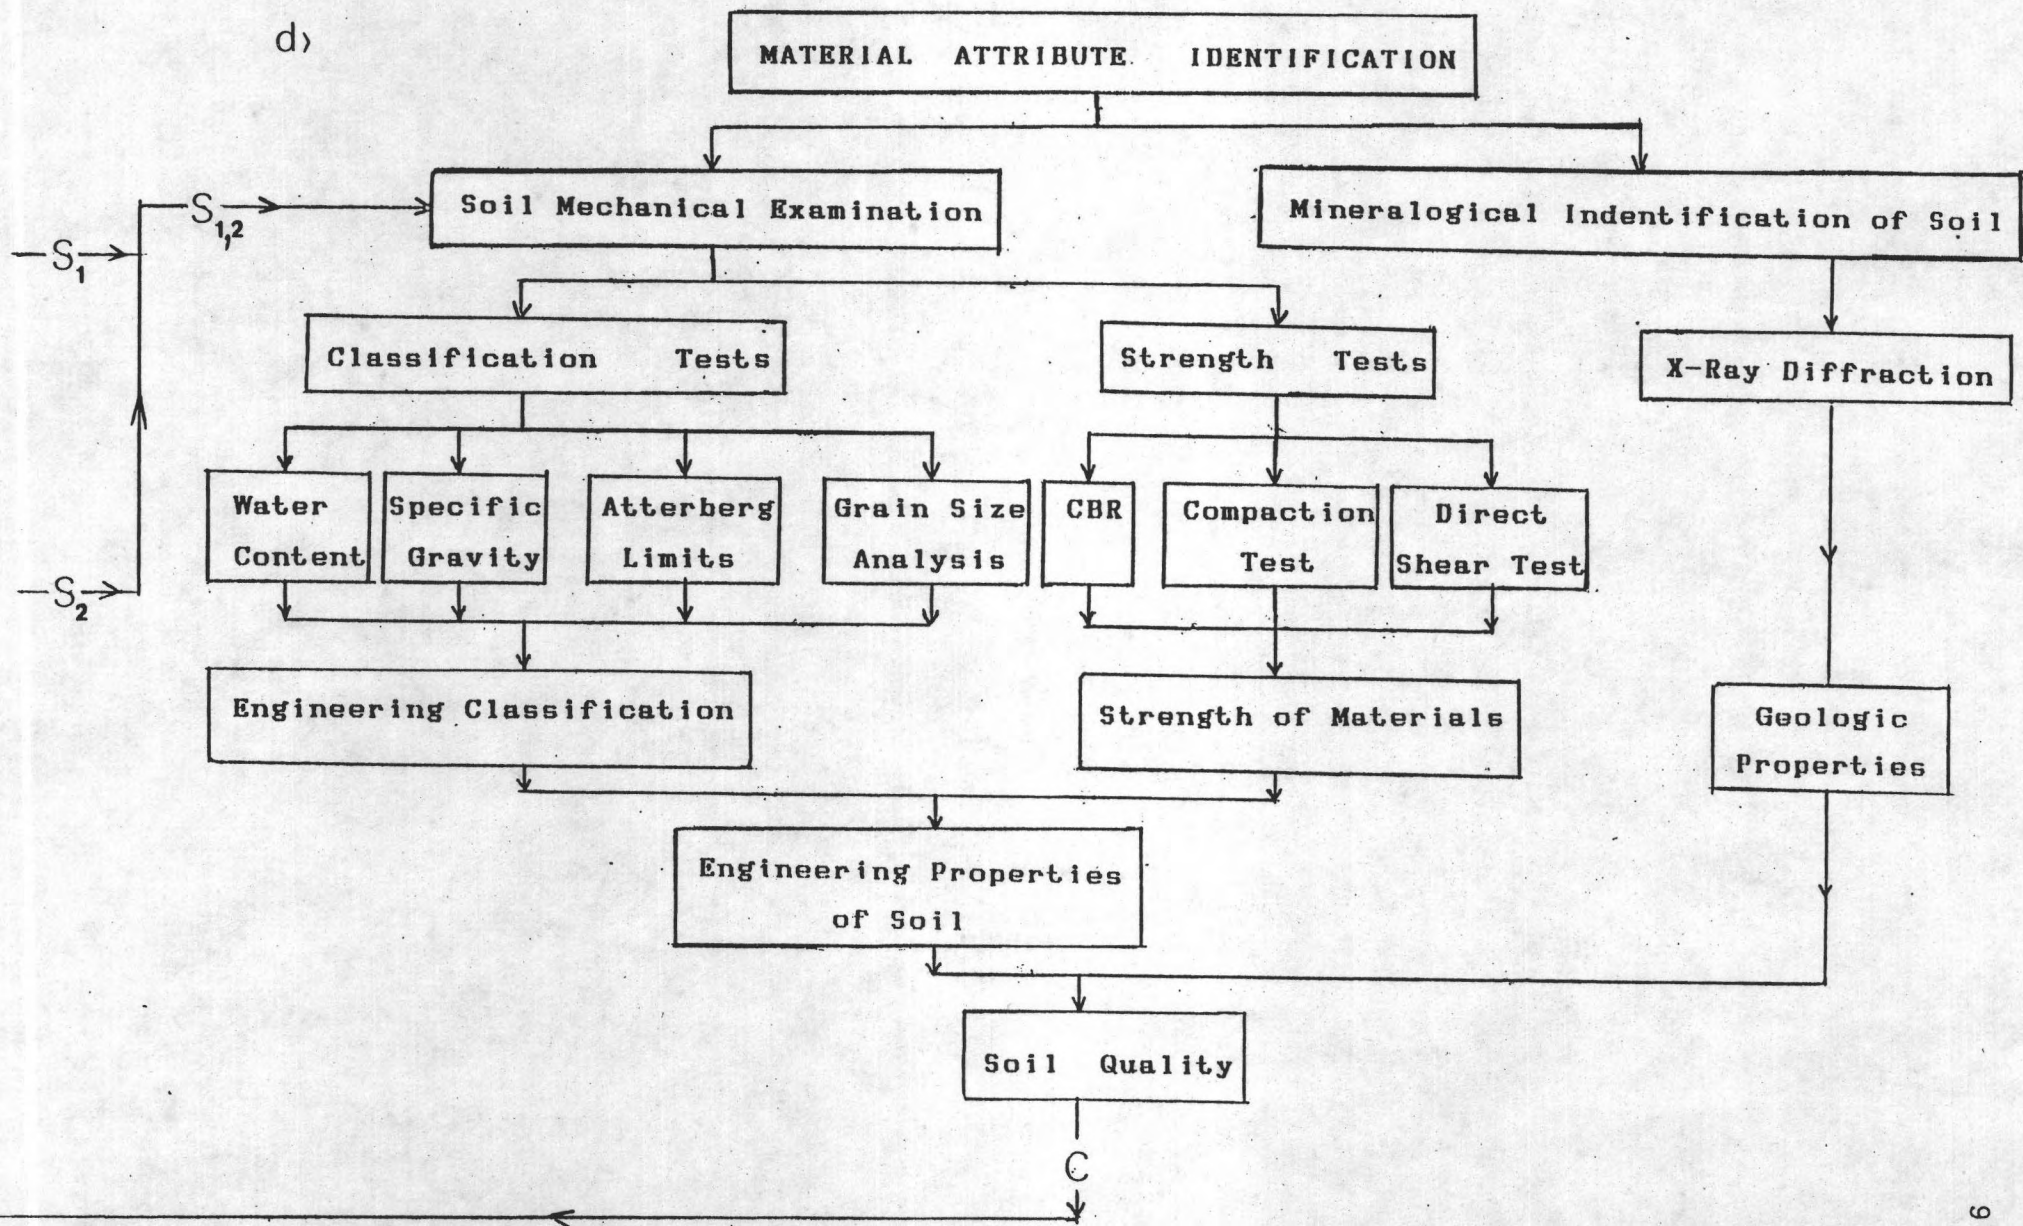 d)
MATERIAL ATTRIBUTE IDENTIFICATION
Soil Mechanical Examination
Mineralogical Indentification of Soil
S1,2
S1
S2
Classification Tests
Strength Tests
X-Ray Diffraction
Water
Content
Specific
Gravity
Atterberg
Limits
Grain Size
Analysis
CBR
Compaction
Test
Direct
Shear Test
Engineering Classification
Strength of Materials
Geologic
Properties
Engineering Properties
of Soil
Soil Quality
C
9